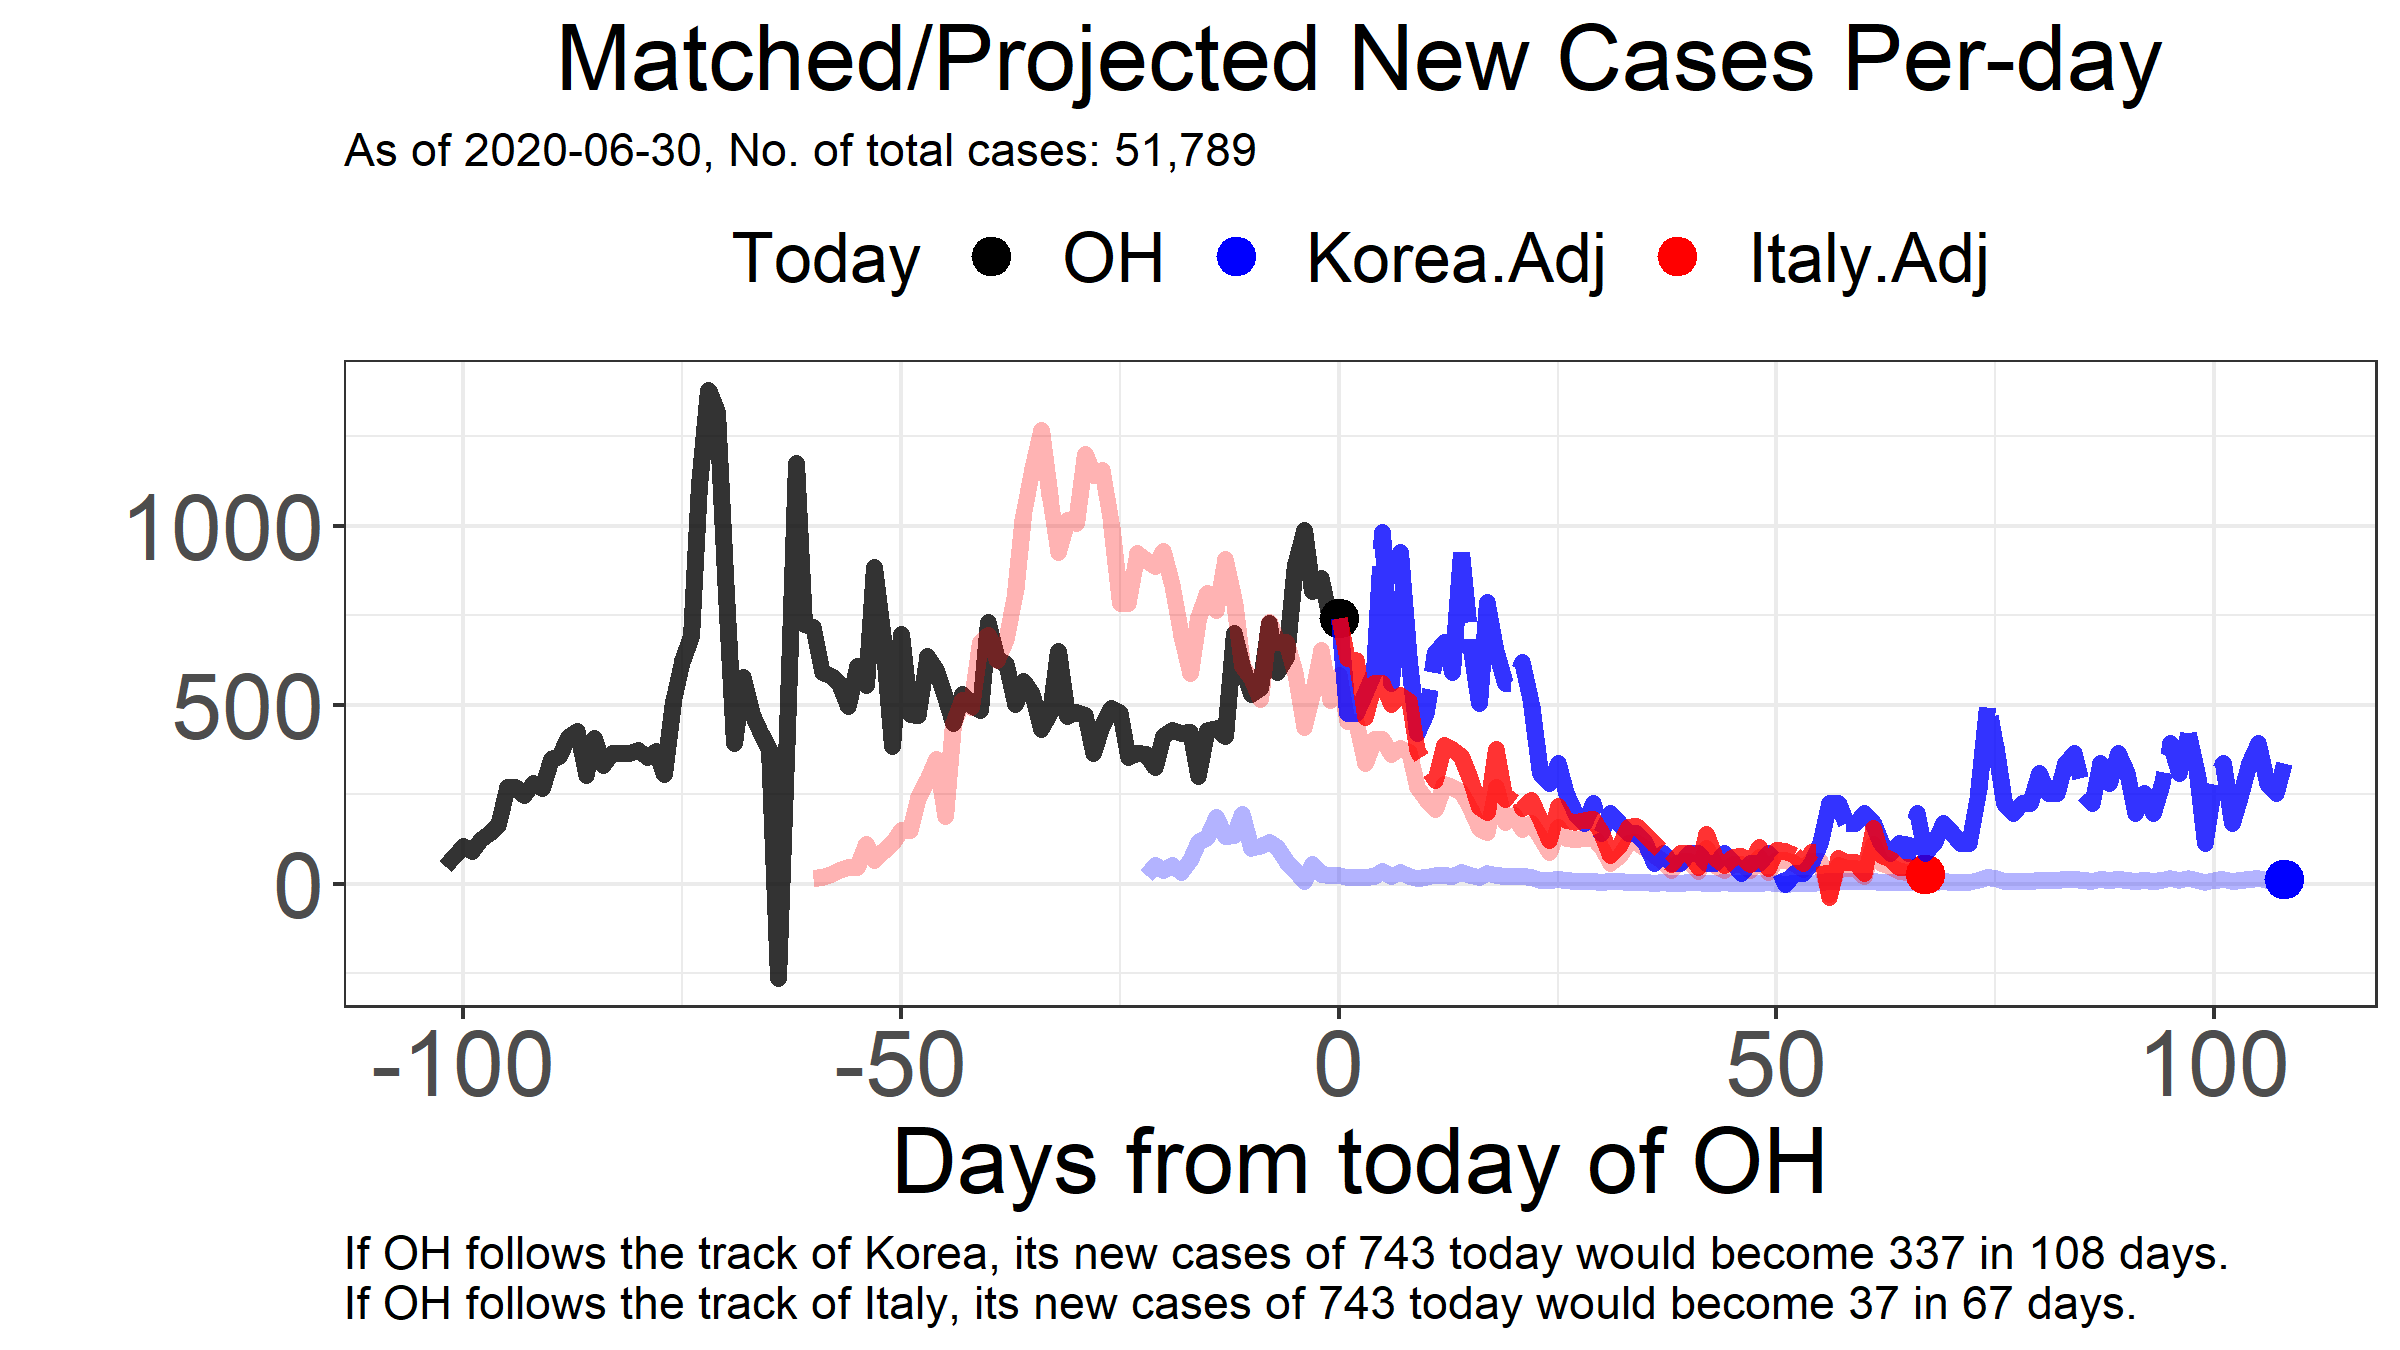 Matched/Projected New Cases Per-day
As of 2020-06-30, No. of total cases: 51,789
Today OH Korea.Adj Italy.Adj
1000
500
0
-100 -50 0 50 100
Days from today of OH
If OH follows the track of Korea, its new cases of 743 today would become 337 in 108 days.
If OH follows the track of Italy, its new cases of 743 today would become 37 in 67 days.